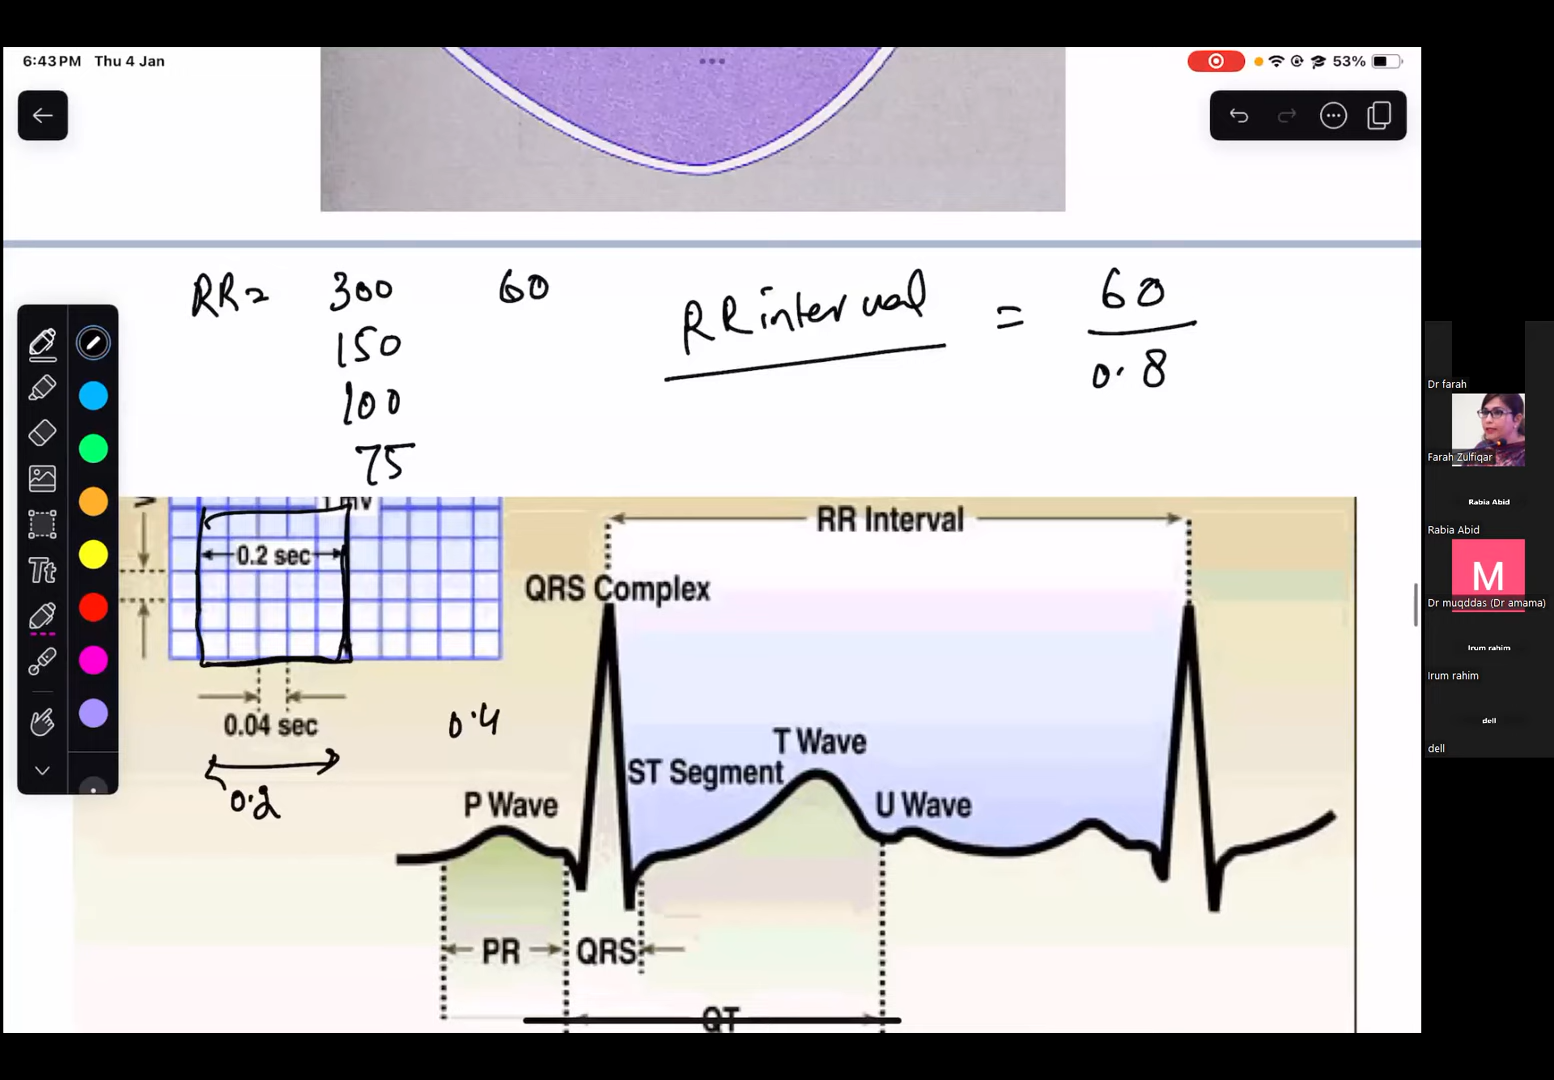 6:43 PM Thu 4 Jan
53%
RR = 300 60
150
100
75
RR interval = 60
0.8
1 mV
0.2 sec
0.04 sec
0.2
0.4
RR Interval
QRS Complex
T Wave
ST Segment
P Wave
U Wave
PR
QRS
QT
Tt
Dr farah
Farah Zulfiqar
Rabia Abid
Rabia Abid
M
Dr muqddas (Dr amama)
Irum rahim
Irum rahim
dell
dell